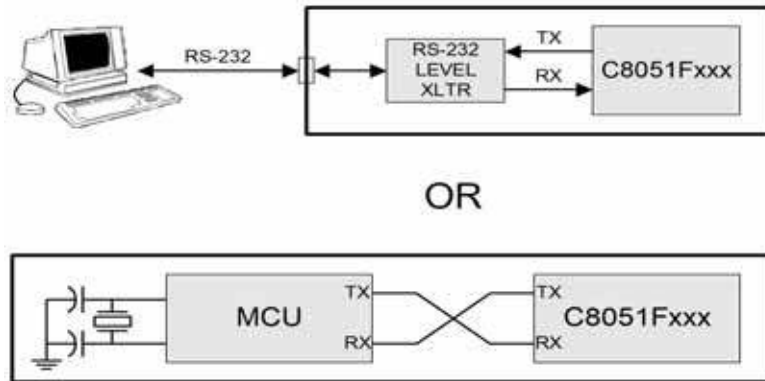 RS-232
RS-232
LEVEL
XLTR
TX
RX
C8051Fxxx
OR
MCU
TX
RX
TX
RX
C8051Fxxx